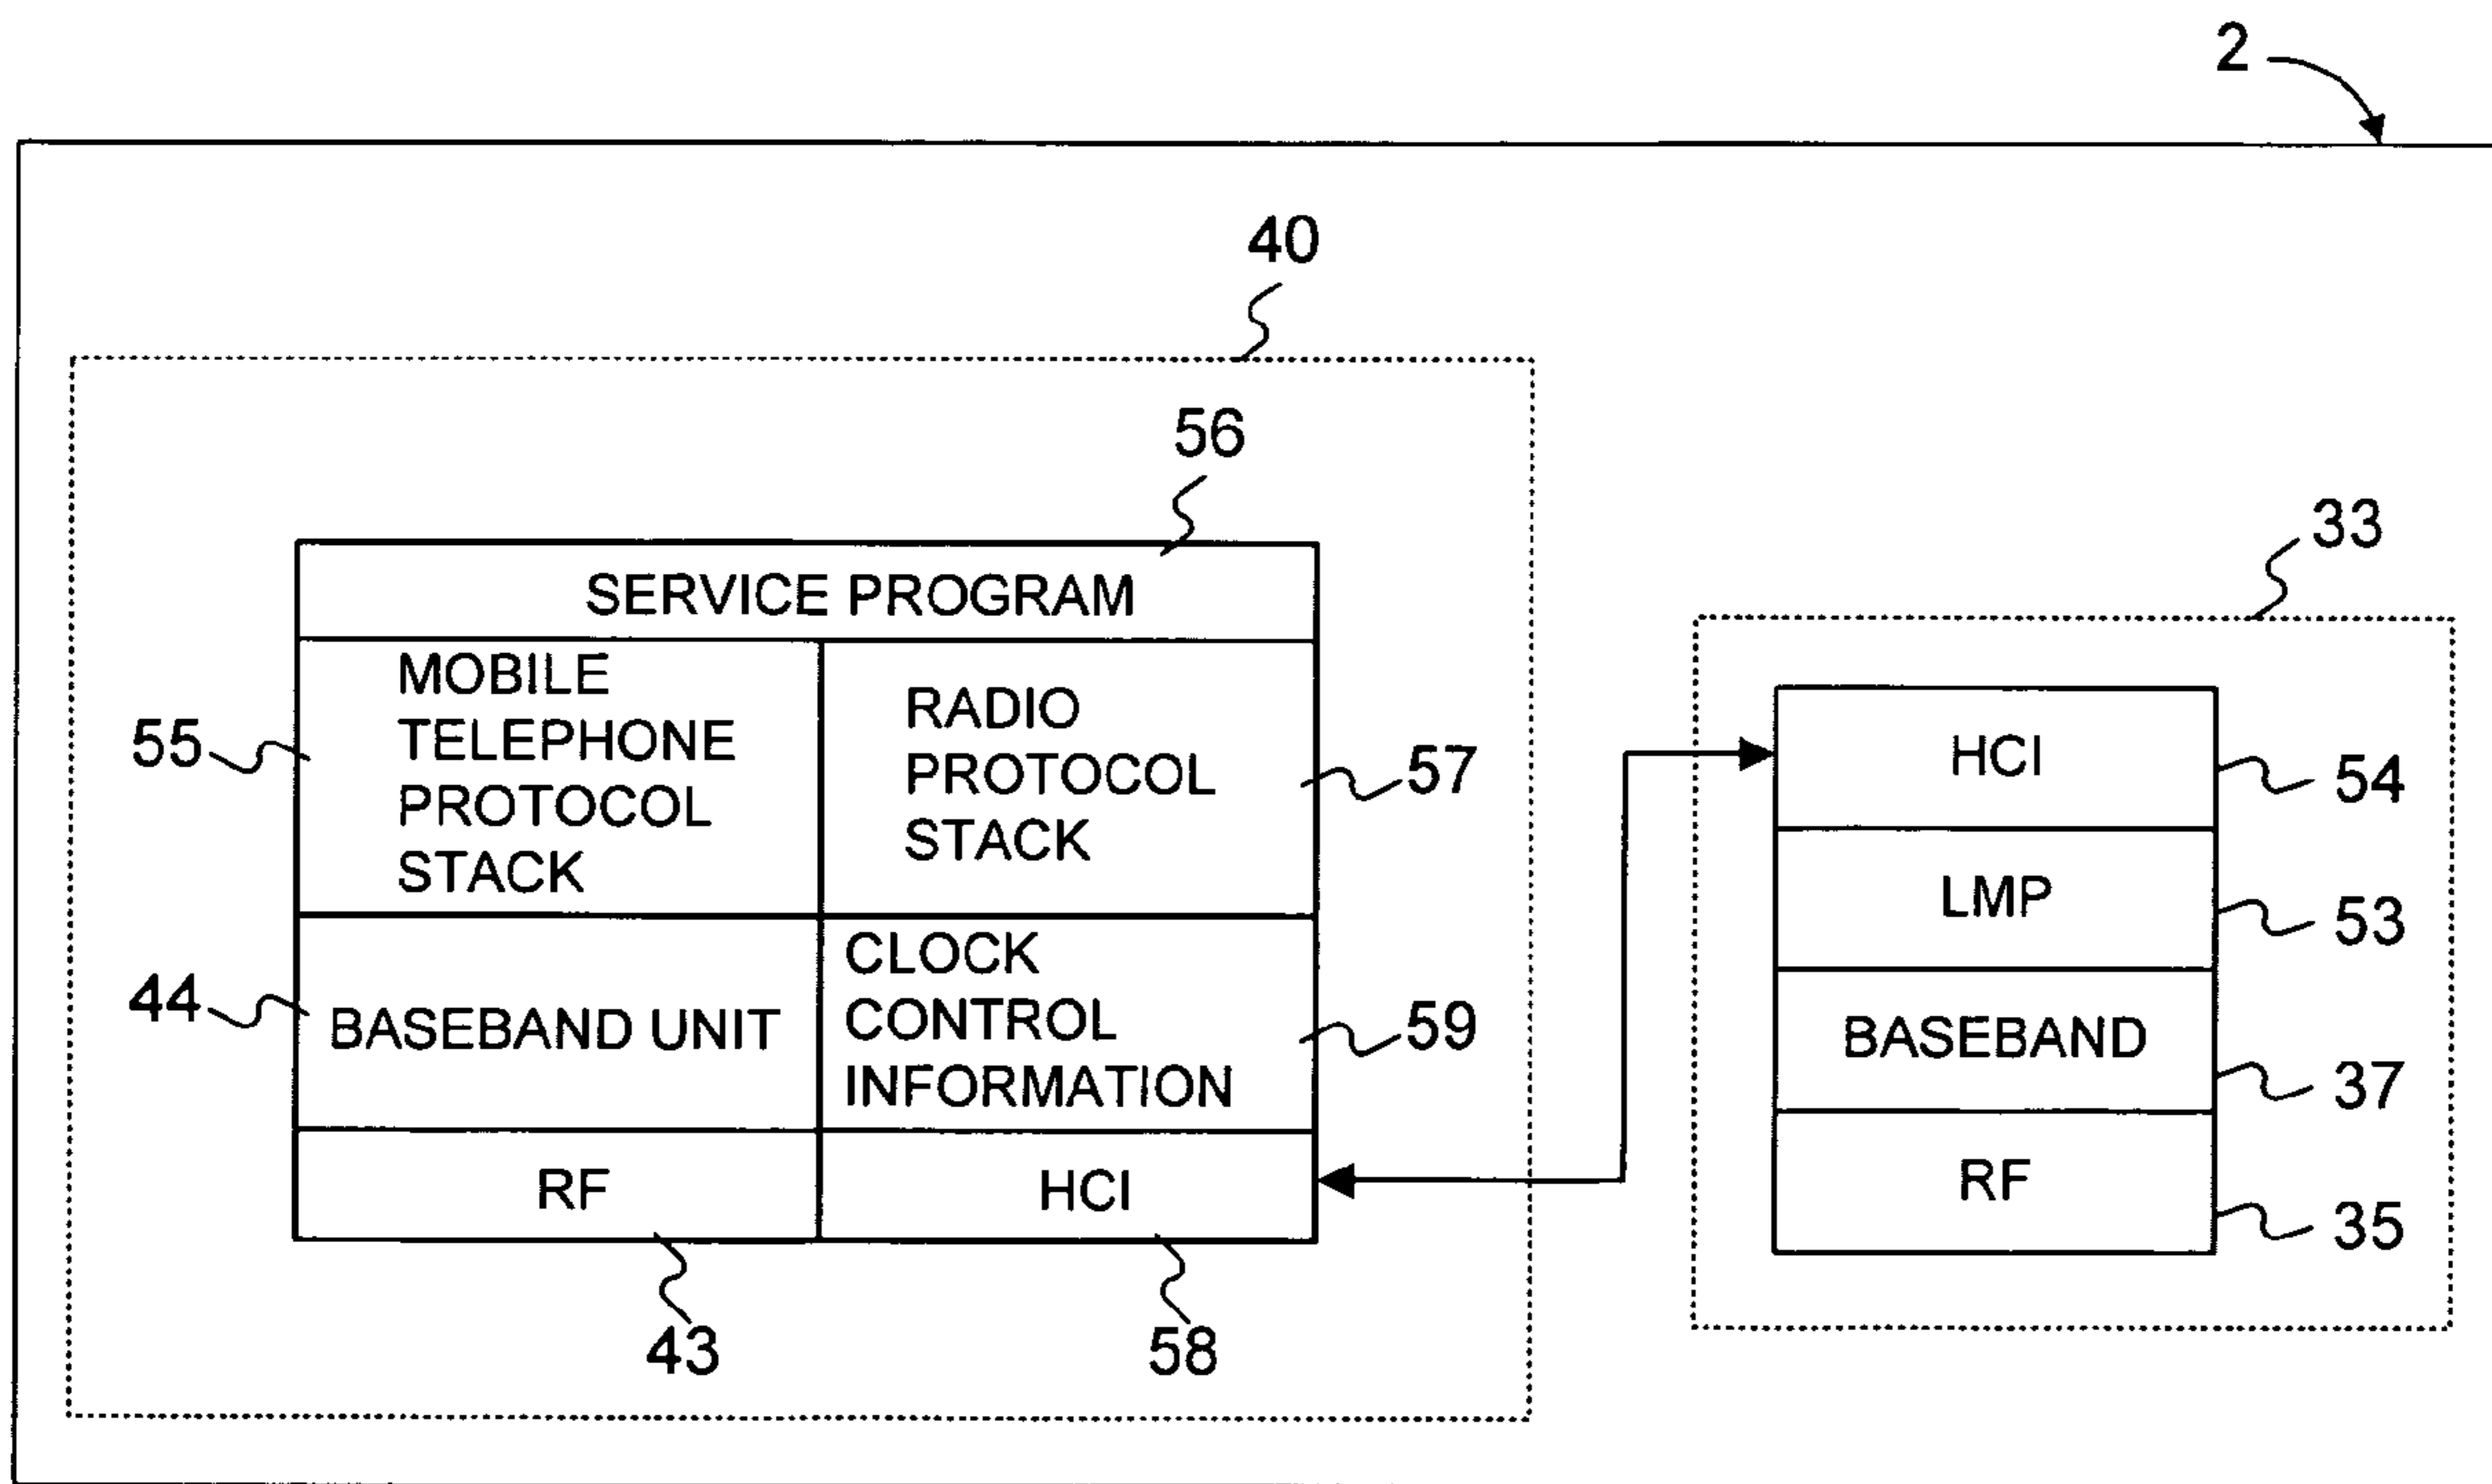 2
40
56
33
SERVICE PROGRAM
MOBILE
TELEPHONE
PROTOCOL
STACK
RADIO
PROTOCOL
STACK
55
57
HCI
54
LMP
53
44
BASEBAND UNIT
CLOCK
CONTROL
INFORMATION
59
BASEBAND
37
RF
HCI
RF
35
43
58